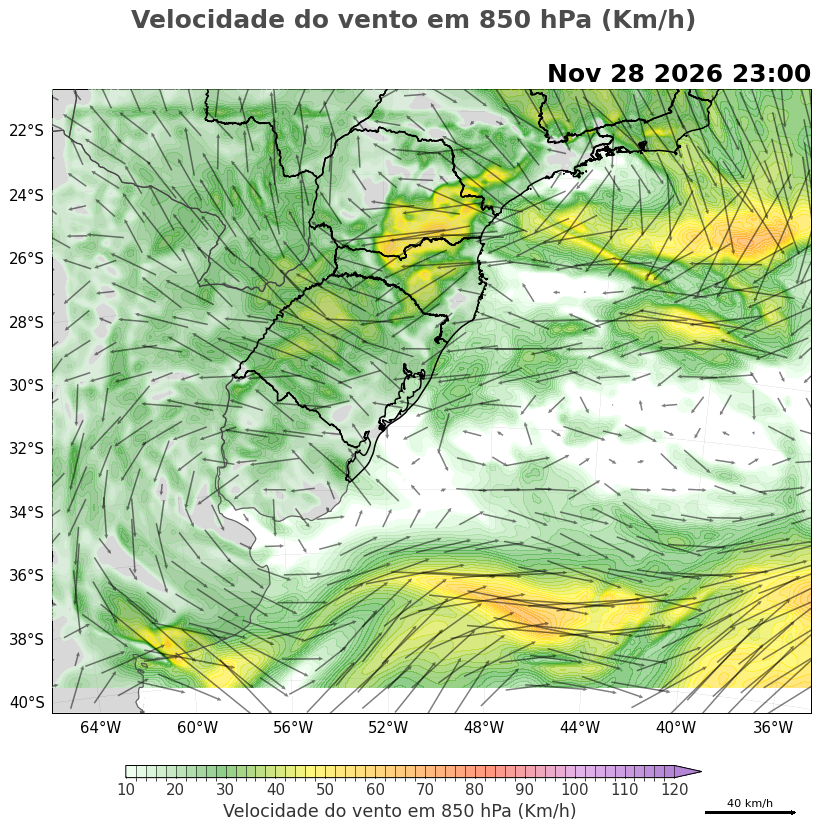 Velocidade do vento em 850 hPa (Km/h)
Nov 28 2026 23:00
22°S
24°S
26°S
28°S
30°S
32°S
34°S
36°S
38°S
40°S
64°W 60°W 56°W 52°W 48°W 44°W 40°W 36°W
10 20 30 40 50 60 70 80 90 100 110 120
Velocidade do vento em 850 hPa (Km/h)
40 km/h